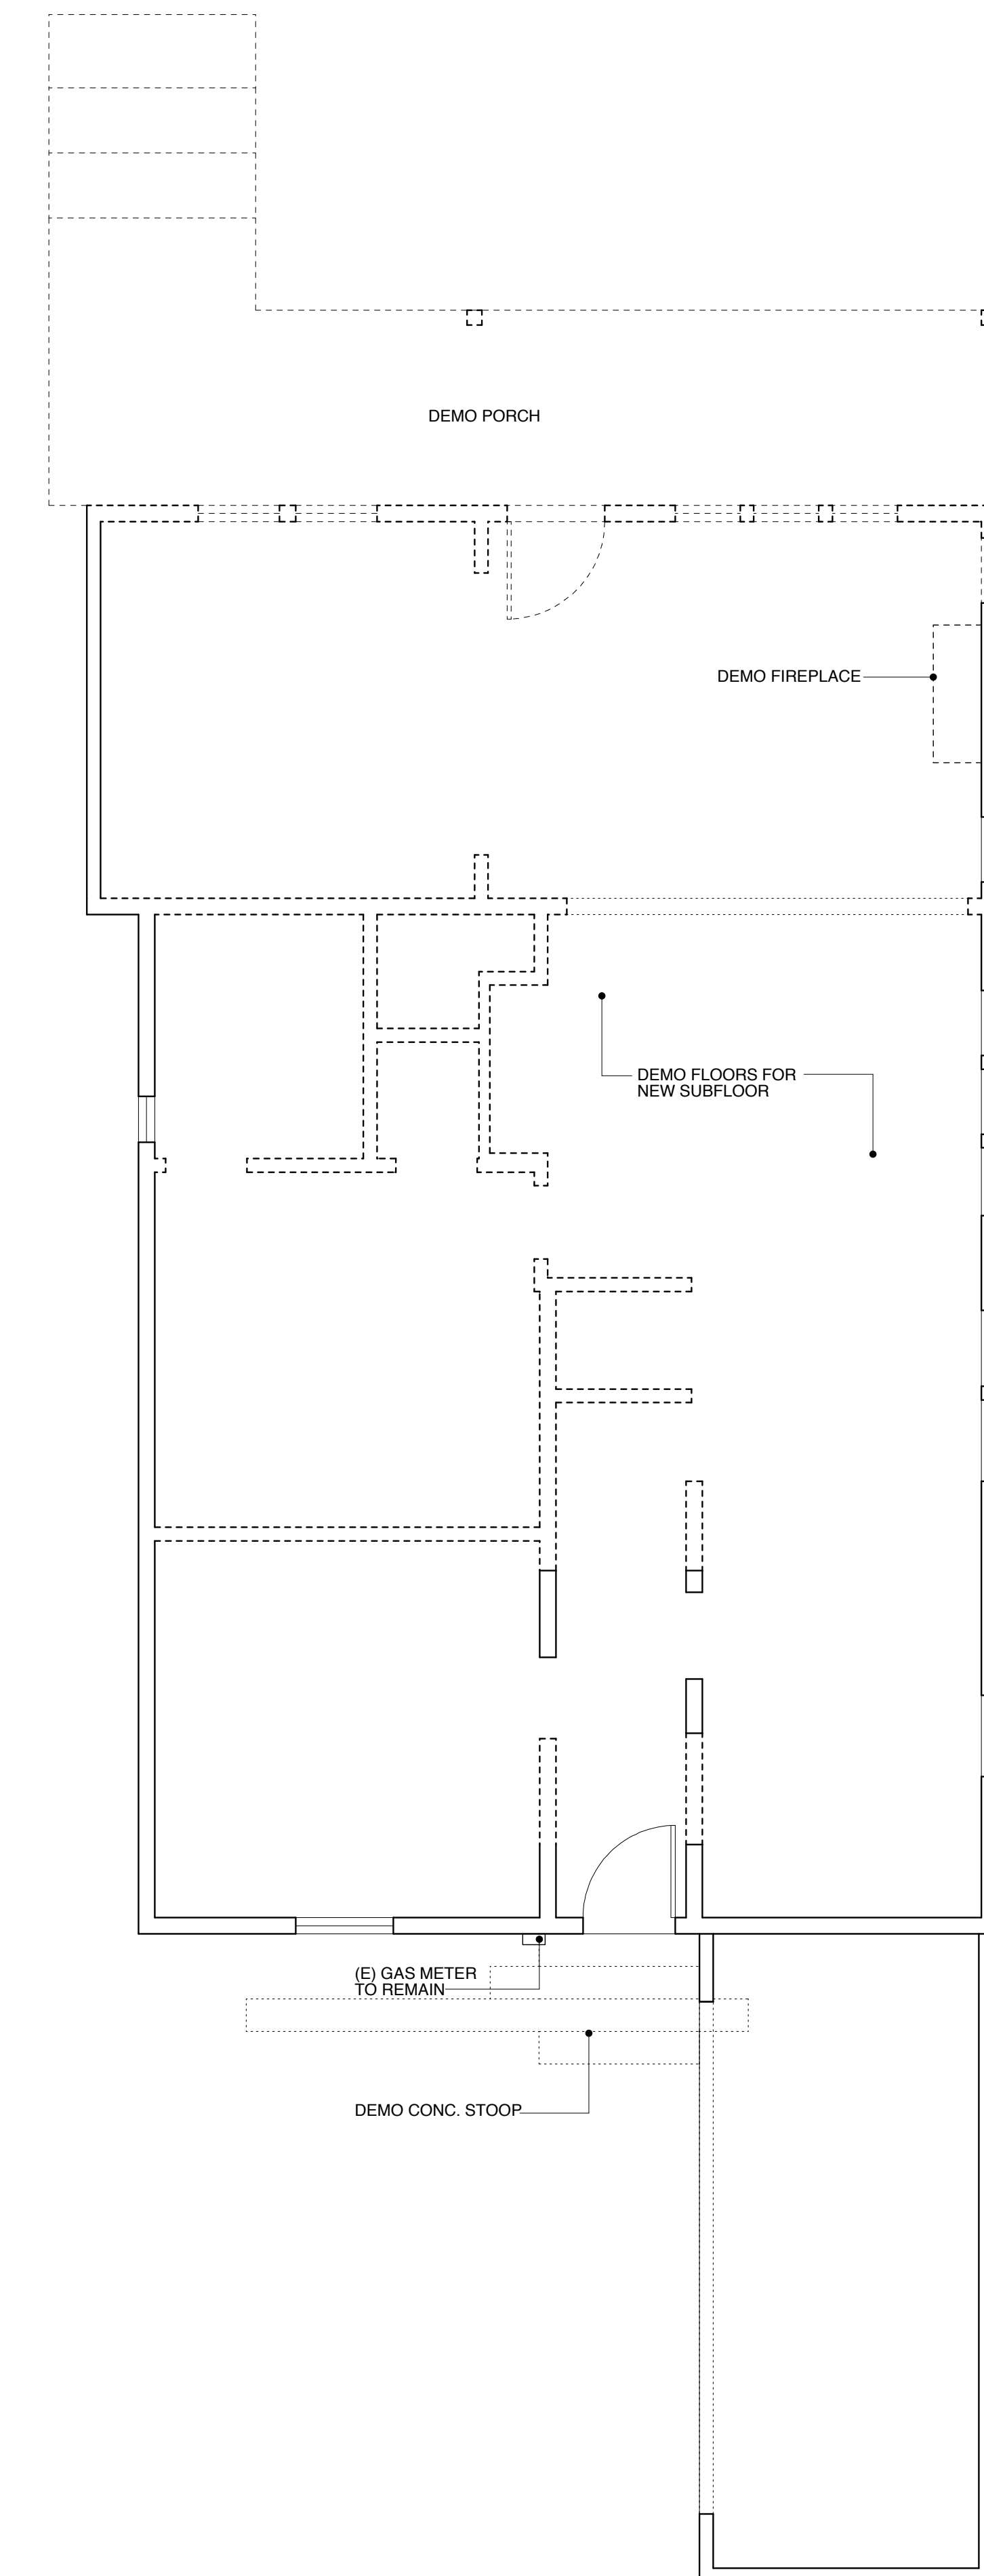 DEMO PORCH
DEMO FIREPLACE
DEMO FLOORS FOR
NEW SUBFLOOR
(E) GAS METER
TO REMAIN
DEMO CONC. STOOP